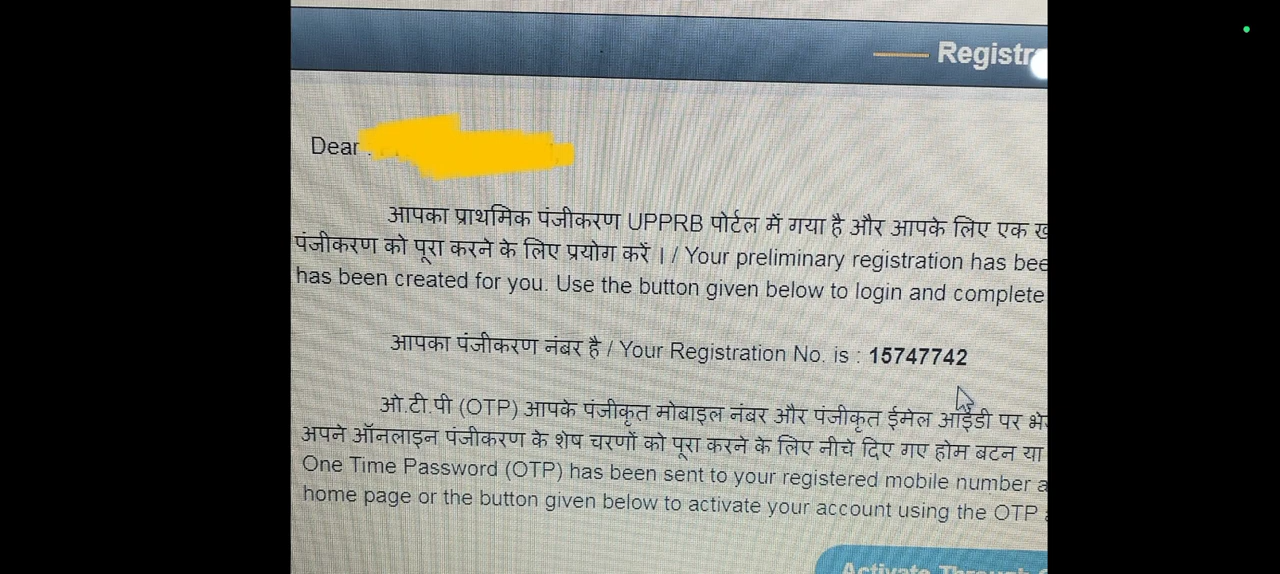 Dear
आपका प्राथमिक पंजीकरण UPPRB पोर्टल में गया है और आपके लिए एक
पंजीकरण को पूरा करने के लिए प्रयोग करें । / Your preliminary registration has
has been created for you. Use the button given below to login and complete
आपका पंजीकरण नंबर है / Your Registration No. is : 15747742
ओ.टी.पी (OTP) आपके पंजीकृत मोबाइल नंबर और पंजीकृत ईमेल आईडी पर
अपने ऑनलाइन पंजीकरण के शेष चरणों को पूरा करने के लिए नीचे दिए गए होम बटन या
One Time Password (OTP) has been sent to your registered mobile number
home page or the button given below to activate your account using the OTP
Activate Through